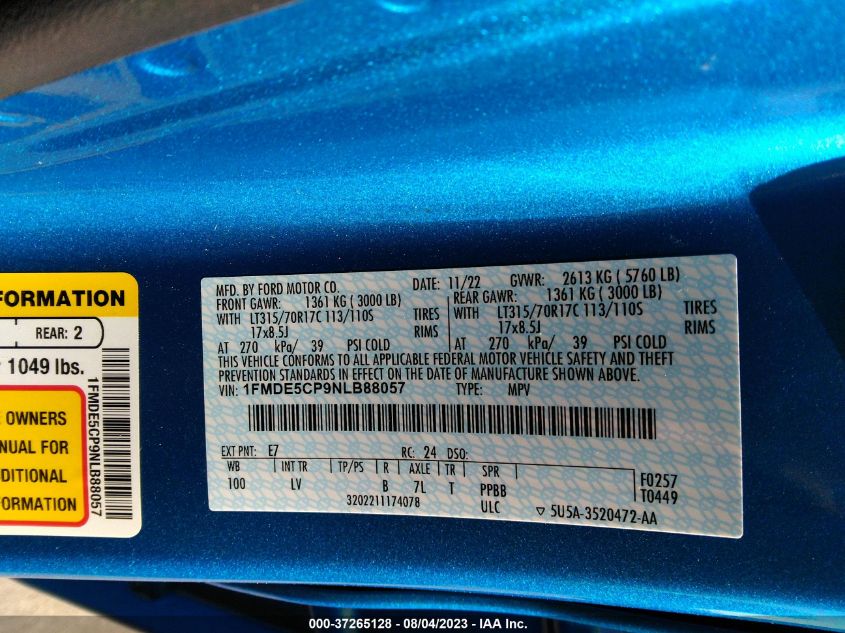 FORMATION
REAR: 2
1049 lbs.
OWNERS
NUAL FOR
DDITIONAL
FORMATION
1FMDE5CP9NLB88057
MFD. BY FORD MOTOR CO. DATE: 11/22 GVWR: 2613 KG ( 5760 LB)
FRONT GAWR: 1361 KG ( 3000 LB) REAR GAWR: 1361 KG ( 3000 LB)
WITH LT315/70R17C 113/110S TIRES WITH LT315/70R17C 113/110S TIRES
17x8.5J RIMS 17x8.5J RIMS
AT 270 kPa/ 39 PSI COLD AT 270 kPa/ 39 PSI COLD
THIS VEHICLE CONFORMS TO ALL APPLICABLE FEDERAL MOTOR VEHICLE SAFETY AND THEFT
PREVENTION STANDARDS IN EFFECT ON THE DATE OF MANUFACTURE SHOWN ABOVE.
VIN: 1FMDE5CP9NLB88057 TYPE: MPV
EXT PNT: E7 RC: 24 DSO:
WB INT TR TP/PS R AXLE TR SPR F0257
100 LV B 7L T PPBB T0449
3202211174078 ULC ▽ 5U5A-3520472-AA
000-37265128 - 08/04/2023 - IAA Inc.